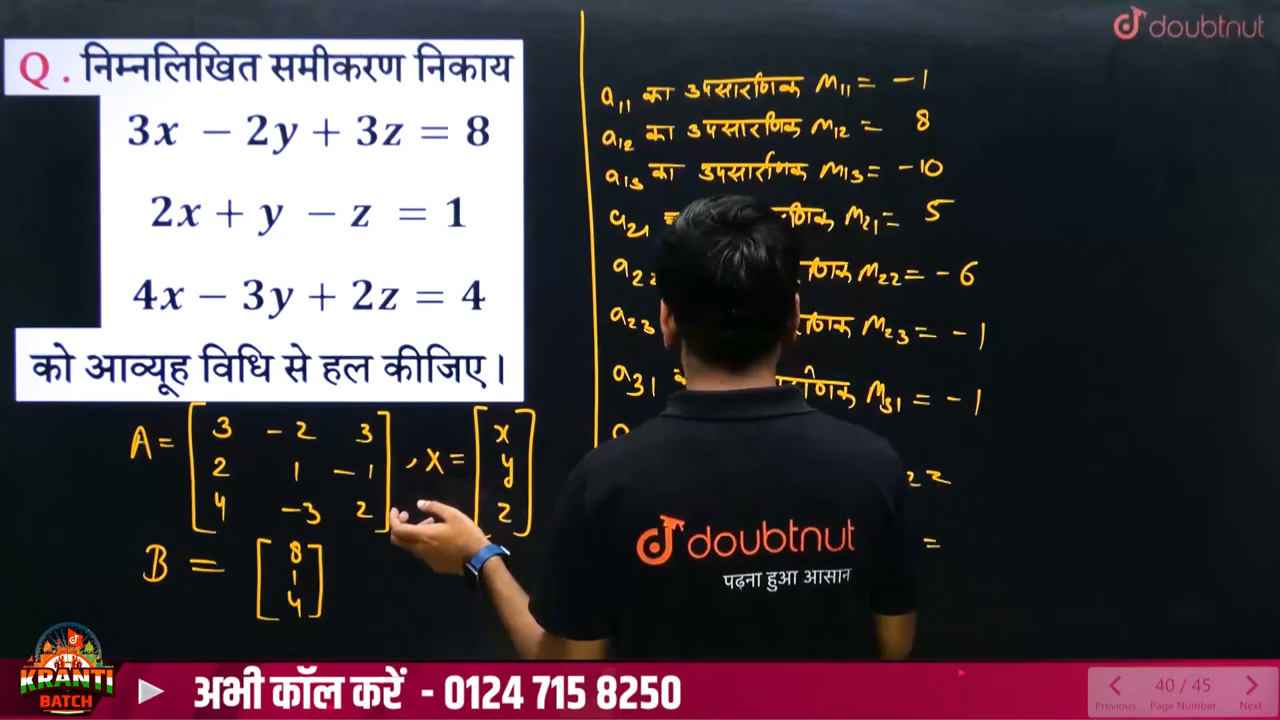 doubtnut
Q. निम्नलिखित समीकरण निकाय
3x − 2y + 3z = 8
2x + y − z = 1
4x − 3y + 2z = 4
को आव्यूह विधि से हल कीजिए।
A = [ 3 -2 3
2 1 -1
4 -3 2 ] , X = [ x
y
z ]
B = [ 8
1
4 ]
a11 का उपसारणिक M11 = -1
a12 का उपसारणिक M12 = 8
a13 का उपसारणिक M13 = -10
a21 M21 = 5
M22 = -6
a23 M23 = -1
a31 M31 = -1
22
=
doubtnut
पढ़ना हुआ आसान
KRANTI
BATCH
अभी कॉल करें - 0124 715 8250
40 / 45
Previous Page Number Next